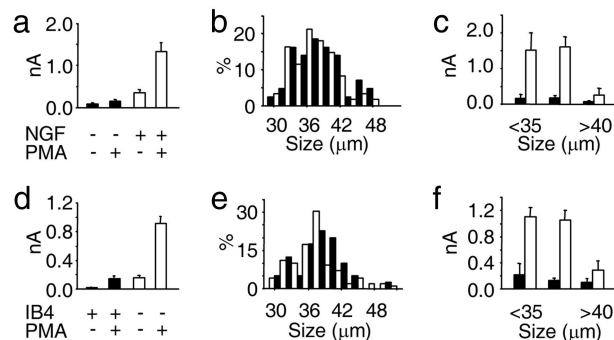 a
b
c
2.0
1.0
0.0
nA
NGF - - + +
PMA - + - +
20
10
0
%
30 36 42 48
Size (μm)
2.0
1.0
0.0
nA
<35 >40
Size (μm)
d
e
f
1.2
0.8
0.4
0.0
nA
IB4 + + - -
PMA - + - +
30
15
0
%
30 36 42 48
Size (μm)
1.2
0.8
0.4
0.0
nA
<35 >40
Size (μm)